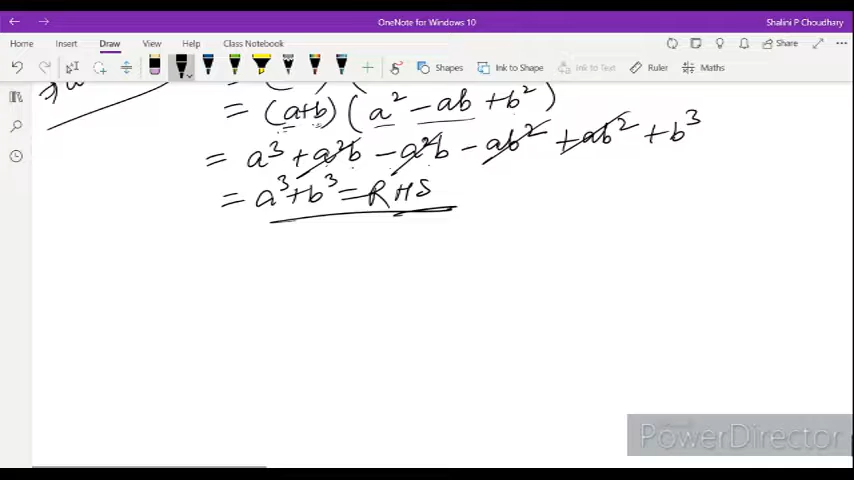 OneNote for Windows 10
Shalini P Choudhary
Home Insert Draw View Help Class Notebook Share
Shapes Ink to Shape Ink to Text Ruler Maths
= (a+b) (a² - ab + b²)
= a³ + a²b - a²b - ab² + ab² + b³
= a³ + b³ = RHS
PowerDirector